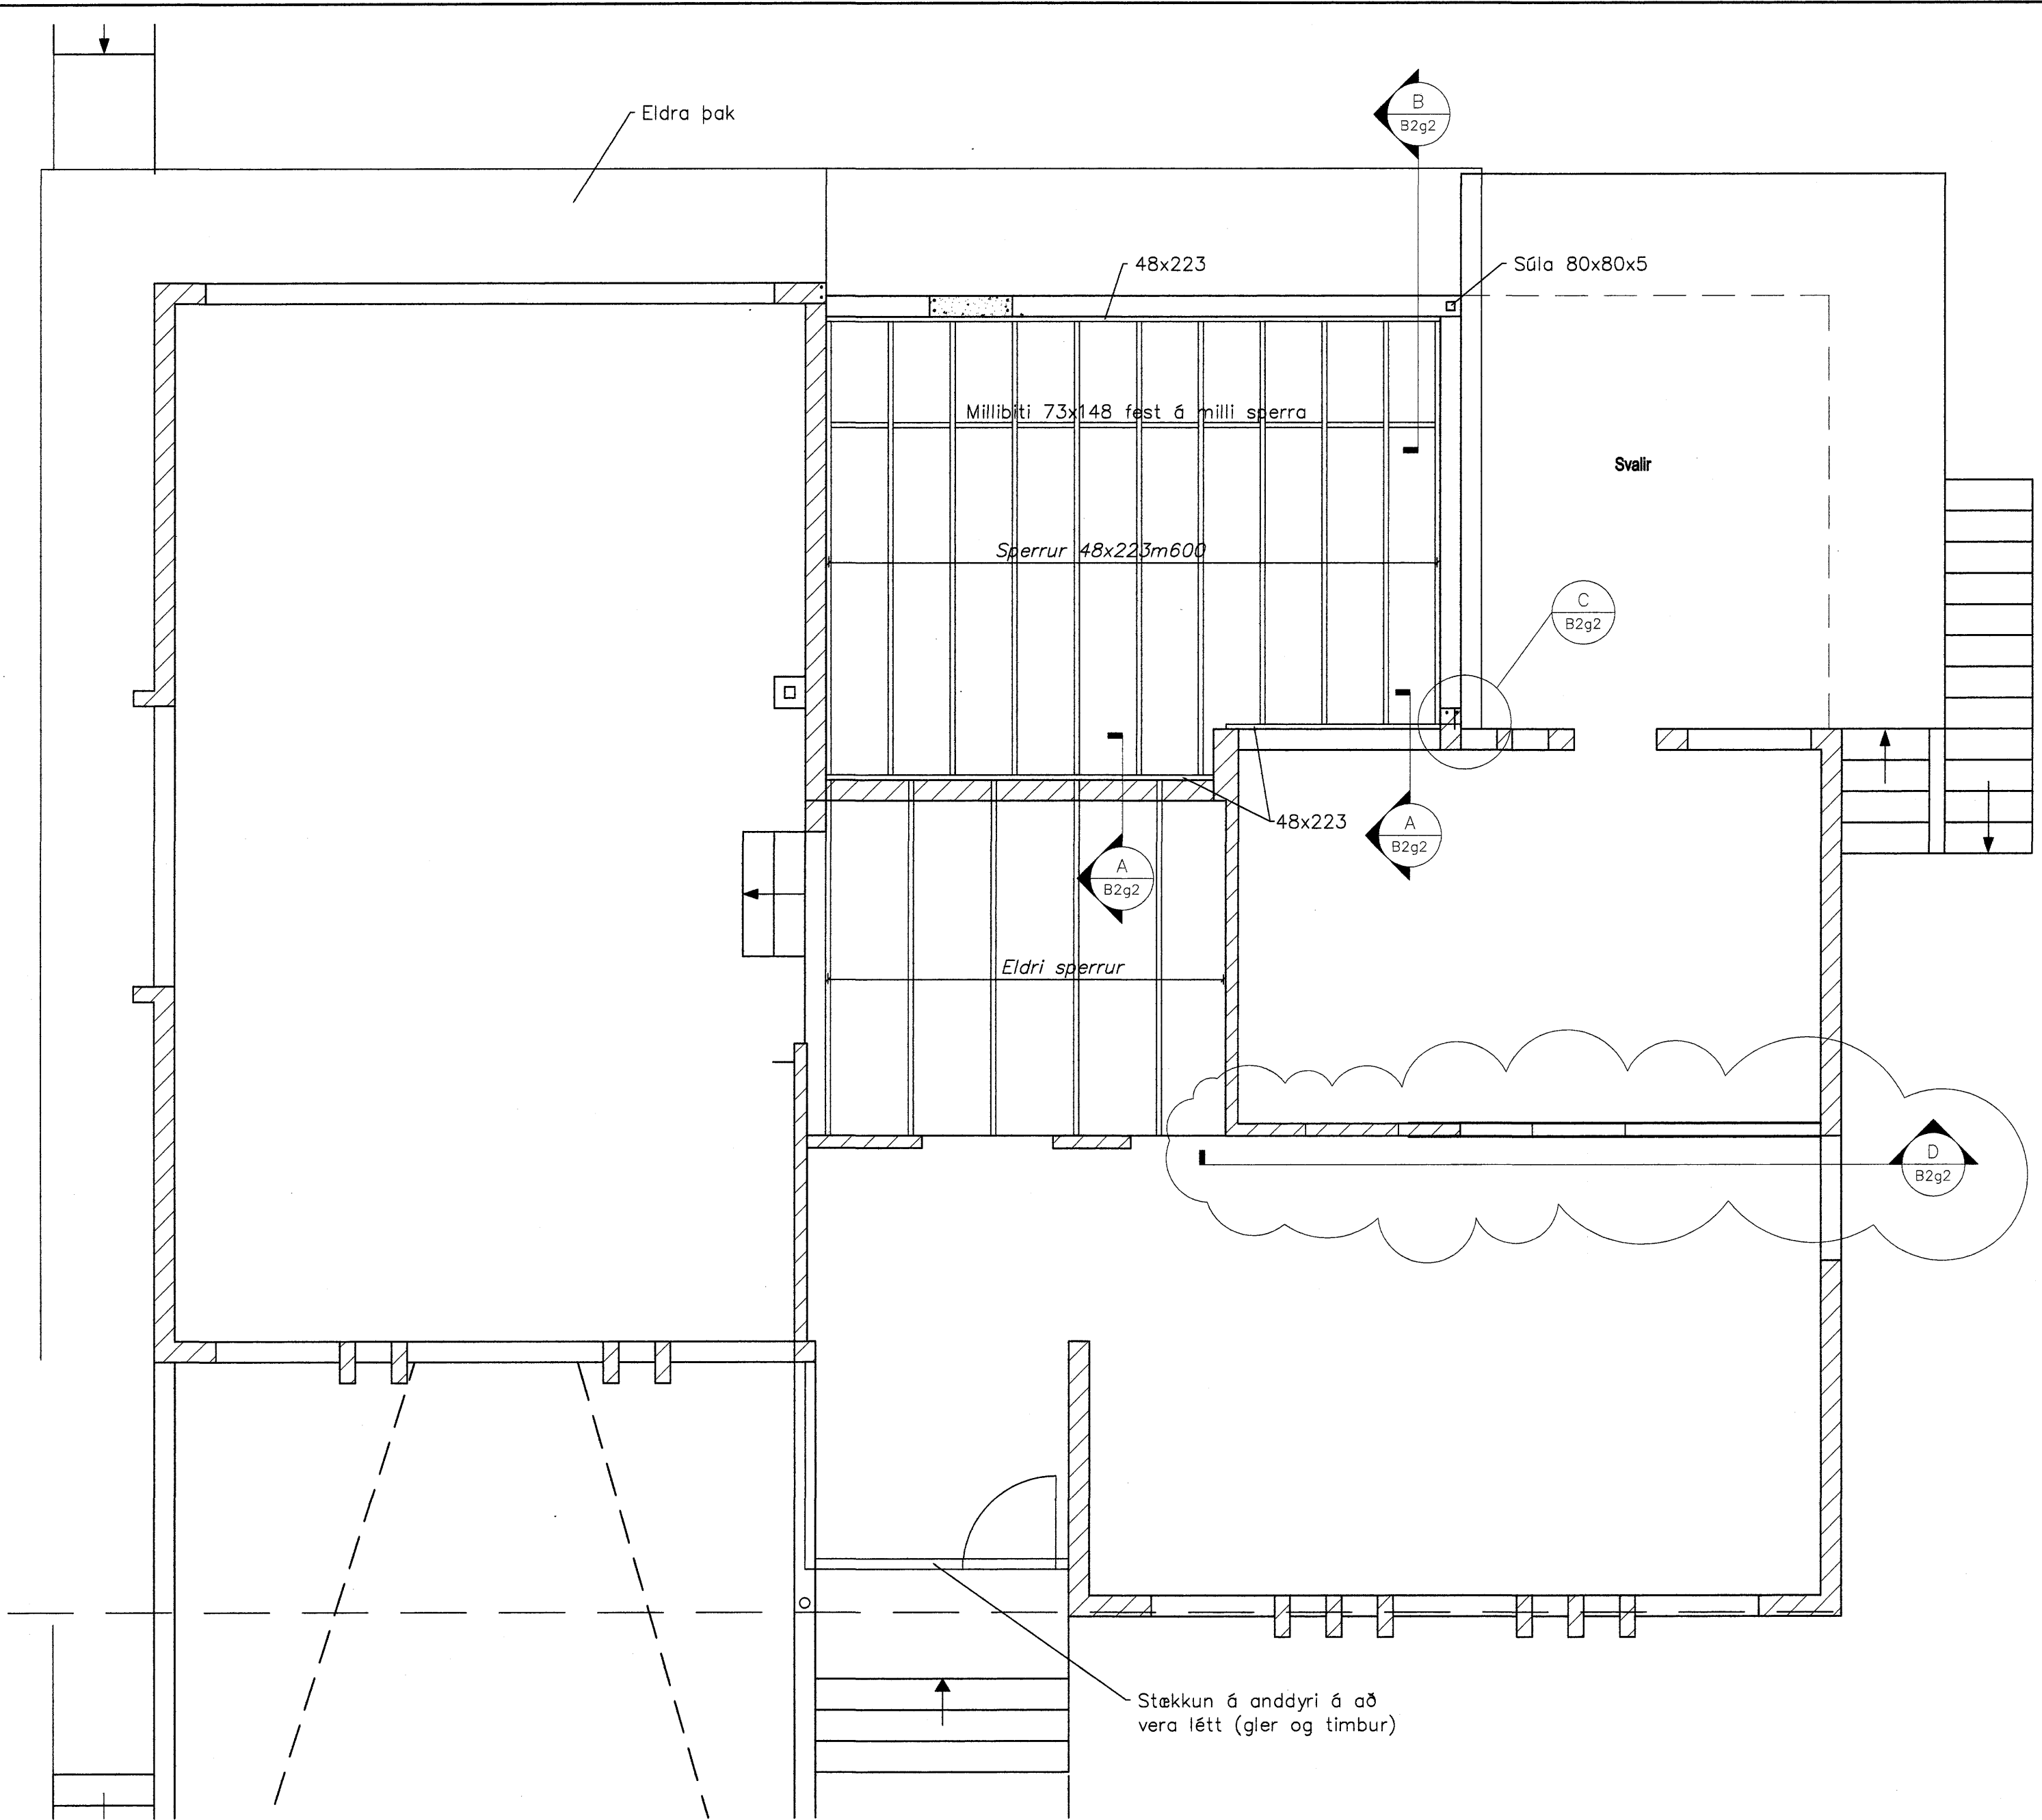 B
B2g2
Eldra þak
48x223
Súla 80x80x5
Millibiti 73x148 fest á milli sperra
Svalir
Sperrur 48x223m600
C
B2g2
48x223
A
B2g2
A
B2g2
Eldri sperrur
D
B2g2
Stækkun á anddyri á að
vera létt (gler og timbur)